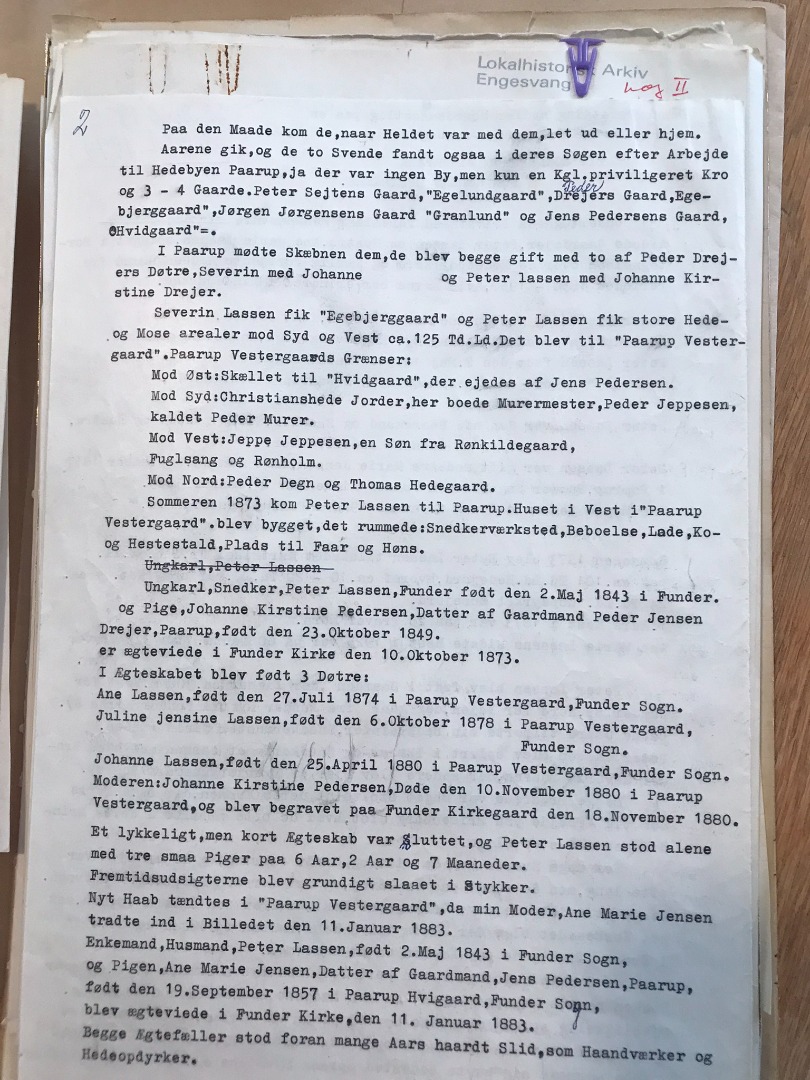 Lokalhistorisk Arkiv
Engesvang
2
Paa den Maade kom de,naar Heldet var med dem,let ud eller hjem.
Aarene gik,og de to Svende fandt ogsaa i deres Søgen efter Arbejde
til Hedebyen Paarup,ja der var ingen By,men kun en Kgl.priviligeret Kro
Peder
og 3 - 4 Gaarde.Peter Sejtens Gaard,"Egelundgaard",Drejers Gaard,Ege-
bjerggaard",Jørgen Jørgensens Gaard "Granlund" og Jens Pedersens Gaard,
Hvidgaard"=.
I Paarup mødte Skæbnen dem,de blev begge gift med to af Peder Drej-
ers Døtre,Severin med Johanne og Peter lassen med Johanne Kir-
stine Drejer.
Severin Lassen fik "Egebjerggaard" og Peter Lassen fik store Hede-
og Mose arealer mod Syd og Vest ca.125 Td.Ld.Det blev til "Paarup Vester-
gaard".Paarup Vestergaards Grænser:
Mod Øst:Skællet til "Hvidgaard",der ejedes af Jens Pedersen.
Mod Syd:Christianshede Jorder,her boede Murermester,Peder Jeppesen,
kaldet Peder Murer.
Mod Vest:Jeppe Jeppesen,en Søn fra Rønkildegaard,
Fuglsang og Rønholm.
Mod Nord:Peder Degn og Thomas Hedegaard.
Sommeren 1873 kom Peter Lassen til Paarup.Huset i Vest i"Paarup
Vestergaard".blev bygget,det rummede:Snedkerværksted,Beboelse,Lade,Ko-
og Hestestald,Plads til Faar og Høns.
Ungkarl,Peter Lassen
Ungkarl,Snedker,Peter Lassen,Funder født den 2.Maj 1843 i Funder.
og Pige,Johanne Kirstine Pedersen,Datter af Gaardmand Peder Jensen
Drejer,Paarup,født den 23.Oktober 1849.
er ægteviede i Funder Kirke den 10.Oktober 1873.
I Ægteskabet blev født 3 Døtre:
Ane Lassen,født den 27.Juli 1874 i Paarup Vestergaard,Funder Sogn.
Juline jensine Lassen,født den 6.Oktober 1878 i Paarup Vestergaard,
Funder Sogn.
Johanne Lassen,født den 25.April 1880 i Paarup Vestergaard,Funder Sogn.
Moderen:Johanne Kirstine Pedersen,Døde den 10.November 1880 i Paarup
Vestergaard,og blev begravet paa Funder Kirkegaard den 18.November 1880.
Et lykkeligt,men kort Ægteskab var sluttet,og Peter Lassen stod alene
med tre smaa Piger paa 6 Aar,2 Aar og 7 Maaneder.
Fremtidsudsigterne blev grundigt slaaet i Stykker.
Nyt Haab tændtes i "Paarup Vestergaard",da min Moder,Ane Marie Jensen
tradte ind i Billedet den 11.Januar 1883.
Enkemand,Husmand,Peter Lassen,født 2.Maj 1843 i Funder Sogn,
og Pigen,Ane Marie Jensen,Datter af Gaardmand,Jens Pedersen,Paarup,
født den 19.September 1857 i Paarup Hvigaard,Funder Sogn,
blev ægteviede i Funder Kirke,den 11. Januar 1883.
Begge Ægtefæller stod foran mange Aars haardt Slid,som Haandværker og
Hedeopdyrker.